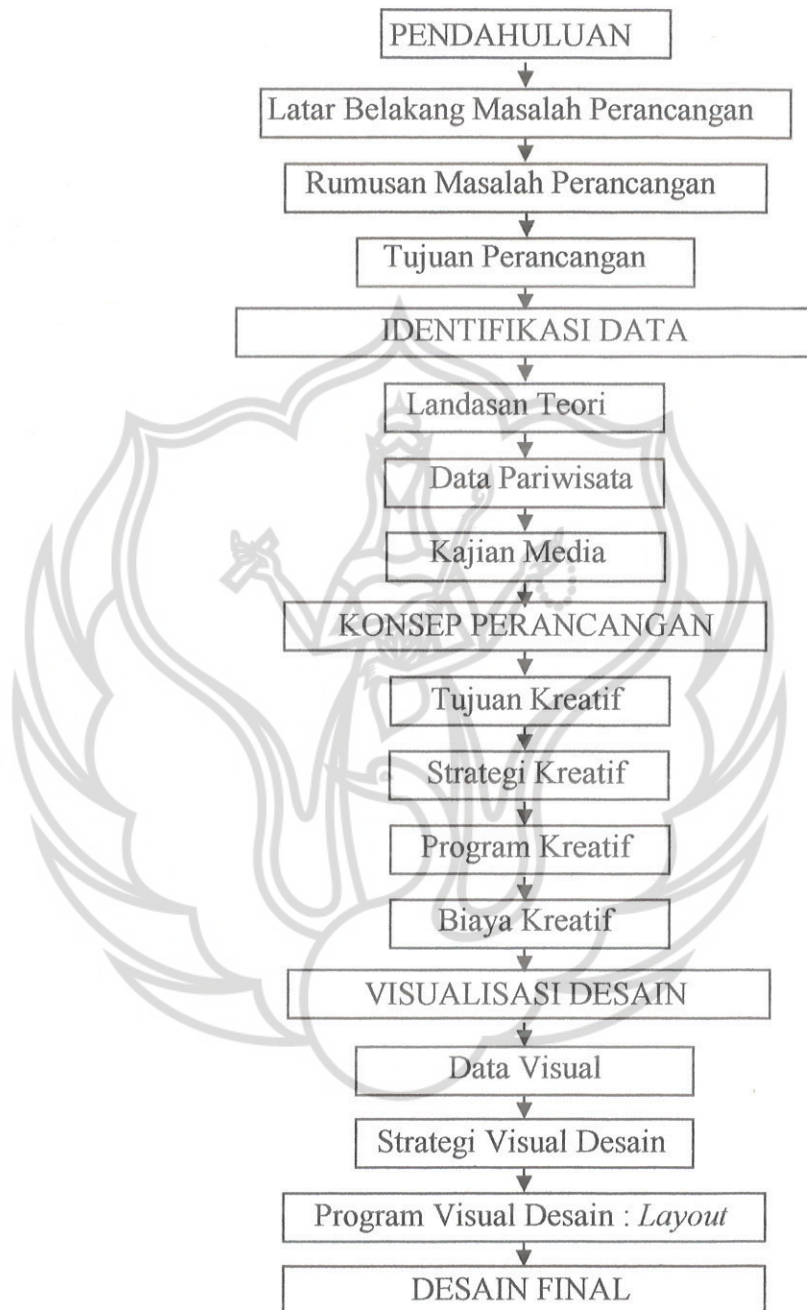 PENDAHULUAN
Latar Belakang Masalah Perancangan
Rumusan Masalah Perancangan
Tujuan Perancangan
IDENTIFIKASI DATA
Landasan Teori
Data Pariwisata
Kajian Media
KONSEP PERANCANGAN
Tujuan Kreatif
Strategi Kreatif
Program Kreatif
Biaya Kreatif
VISUALISASI DESAIN
Data Visual
Strategi Visual Desain
Program Visual Desain : Layout
DESAIN FINAL